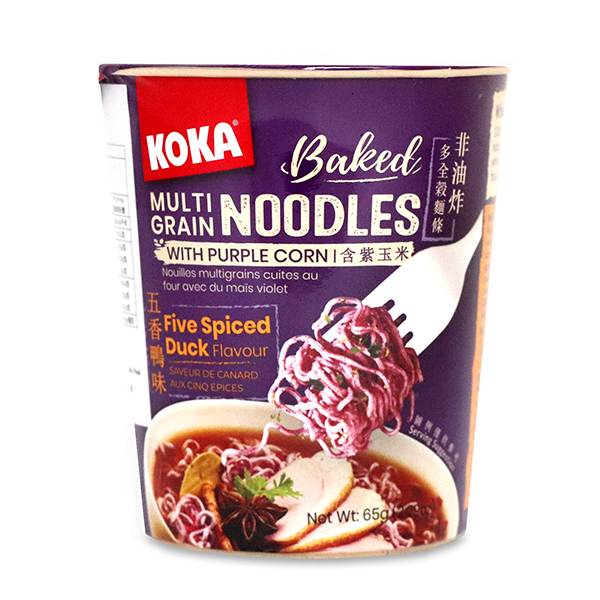 KOKA®
Baked
MULTI
GRAIN
NOODLES
WITH PURPLE CORN | 含紫玉米
Nouilles multigrains cuites au
four avec du maïs violet
非油炸
多全穀麵條
五香鴨味
Five Spiced
Duck Flavour
SAVEUR DE CANARD
AUX CINQ ÉPICES
Serving
Net Wt: 65g